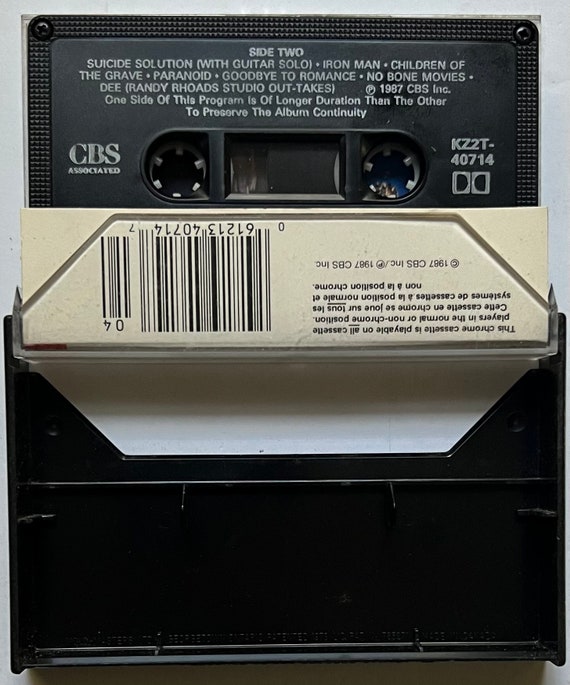 SIDE TWO
SUICIDE SOLUTION (WITH GUITAR SOLO) • IRON MAN • CHILDREN OF
THE GRAVE • PARANOID • GOODBYE TO ROMANCE • NO BONE MOVIES •
DEE (RANDY RHOADS STUDIO OUT-TAKES) ℗ 1987 CBS Inc.
One Side Of This Program Is Of Longer Duration Than The Other
To Preserve The Album Continuity
CBS
ASSOCIATED
KZ2T-
40714
This chrome cassette is playable on all cassette
players in the normal or non-chrome position.
Cette cassette en chrome se joue sur tous les
systèmes de cassettes à la position normale et
non à la position chrome.
© 1987 CBS Inc./℗ 1987 CBS Inc.
0 61213 40714 7
04